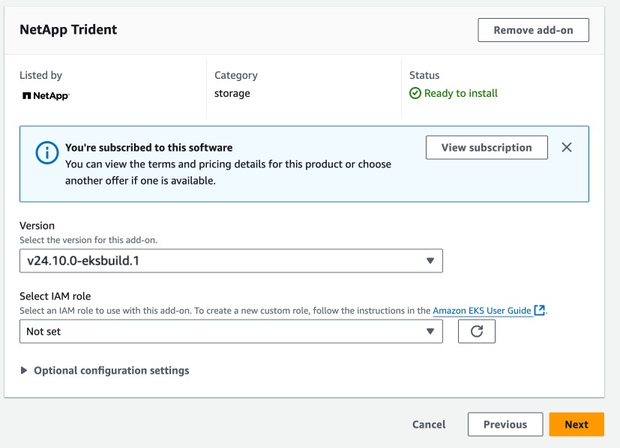 NetApp Trident
Remove add-on
Listed by
NetApp
Category
storage
Status
Ready to install
You're subscribed to this software
You can view the terms and pricing details for this product or choose
another offer if one is available.
View subscription
Version
Select the version for this add-on.
v24.10.0-eksbuild.1
Select IAM role
Select an IAM role to use with this add-on. To create a new custom role, follow the instructions in the Amazon EKS User Guide.
Not set
Optional configuration settings
Cancel
Previous
Next